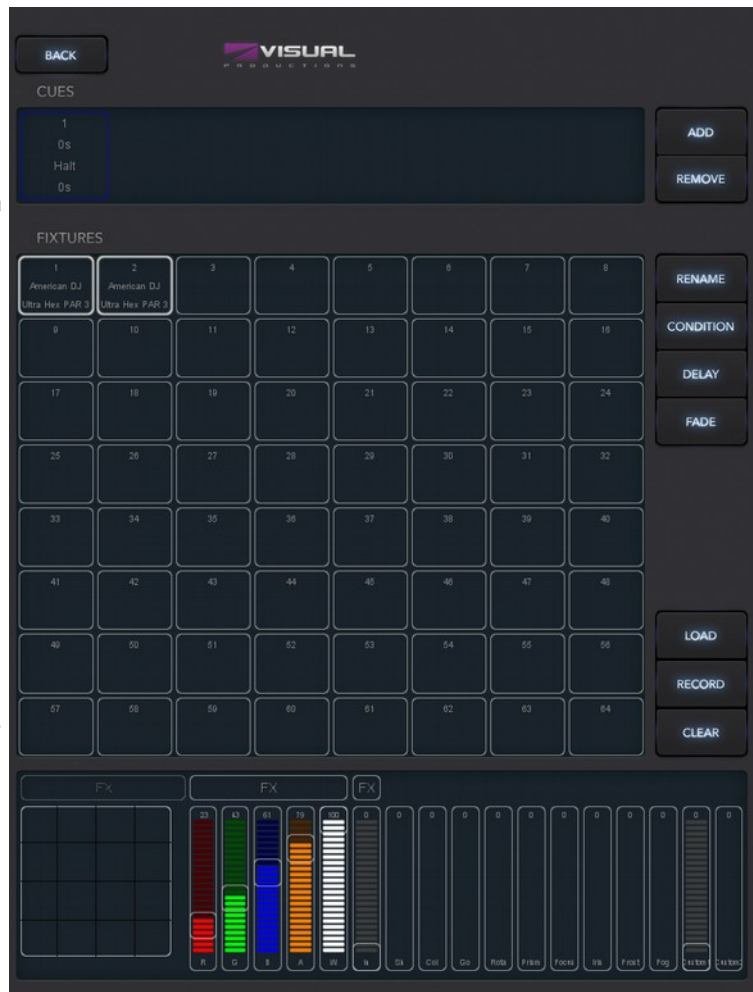 BACK
VISUAL
PRODUCTIONS
CUES
1
0s
Halt
0s
ADD
REMOVE
FIXTURES
1
American DJ
Ultra Hex PAR 3
2
American DJ
Ultra Hex PAR 3
3 4 5 6 7 8
9 10 11 12 13 14 15 16
17 18 19 20 21 22 23 24
25 26 27 28 29 30 31 32
33 34 35 36 37 38 39 40
41 42 43 44 45 46 47 48
49 50 51 52 53 54 55 56
57 58 59 60 61 62 63 64
RENAME
CONDITION
DELAY
FADE
LOAD
RECORD
CLEAR
FX FX FX
23 43 61 79 100 0 0 0 0 0 0 0 0 0 0 0 0
R G B A W In Sh Col Go Rota Prism Focus Iris Frost Fog